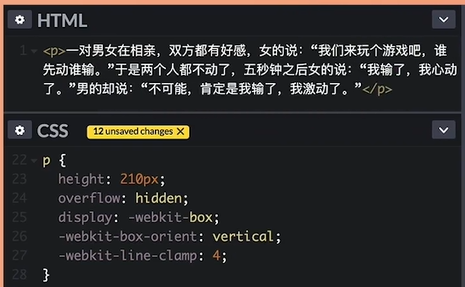 HTML
1 <p>一对男女在相亲，双方都有好感，女的说：“我们来玩个游戏吧，谁
先动谁输。”于是两个人都不动了，五秒钟之后女的说：“我输了，我心动
了。”男的却说：“不可能，肯定是我输了，我激动了。”</p>
CSS 12 unsaved changes X
22 p {
23 height: 210px;
24 overflow: hidden;
25 display: -webkit-box;
26 -webkit-box-orient: vertical;
27 -webkit-line-clamp: 4;
28 }